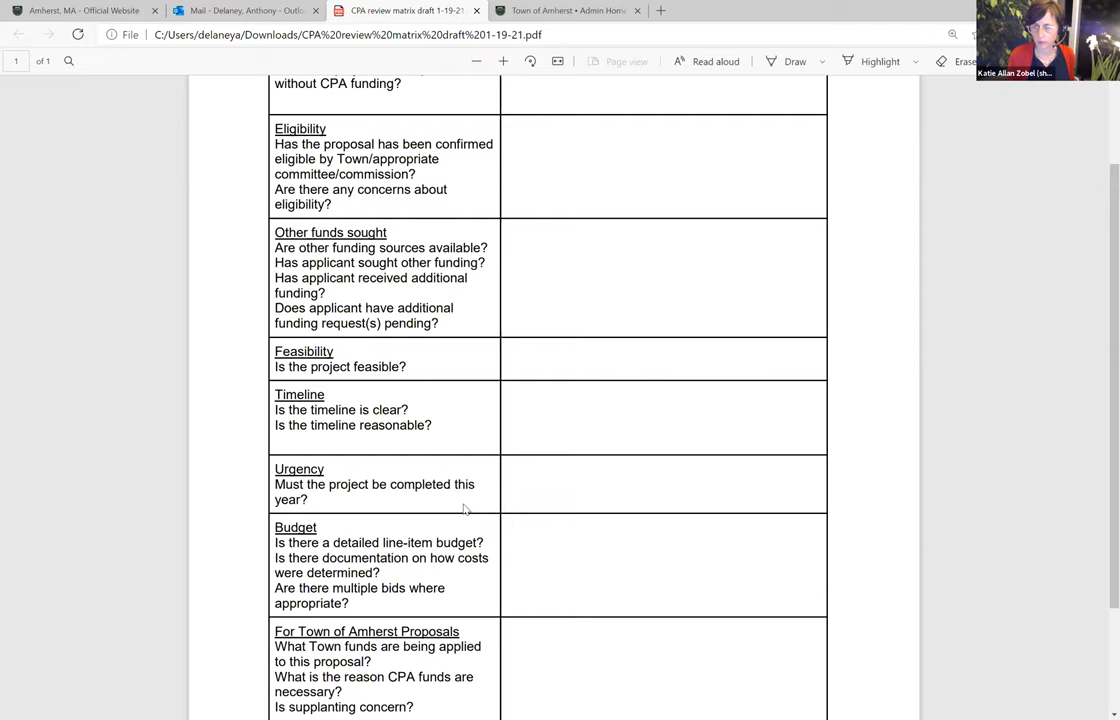 Amherst, MA - Official Website
Mail - Delaney, Anthony - Outlo
CPA review matrix draft 1-19-21
Town of Amherst • Admin Home
File
C:/Users/delaneya/Downloads/CPA%20review%20matrix%20draft%201-19-21.pdf
1 of 1
Page view
Read aloud
Draw
Highlight
Erase
Katie Allan Zobel (sh...
without CPA funding?
Eligibility
Has the proposal has been confirmed
eligible by Town/appropriate
committee/commission?
Are there any concerns about
eligibility?
Other funds sought
Are other funding sources available?
Has applicant sought other funding?
Has applicant received additional
funding?
Does applicant have additional
funding request(s) pending?
Feasibility
Is the project feasible?
Timeline
Is the timeline is clear?
Is the timeline reasonable?
Urgency
Must the project be completed this
year?
Budget
Is there a detailed line-item budget?
Is there documentation on how costs
were determined?
Are there multiple bids where
appropriate?
For Town of Amherst Proposals
What Town funds are being applied
to this proposal?
What is the reason CPA funds are
necessary?
Is supplanting concern?